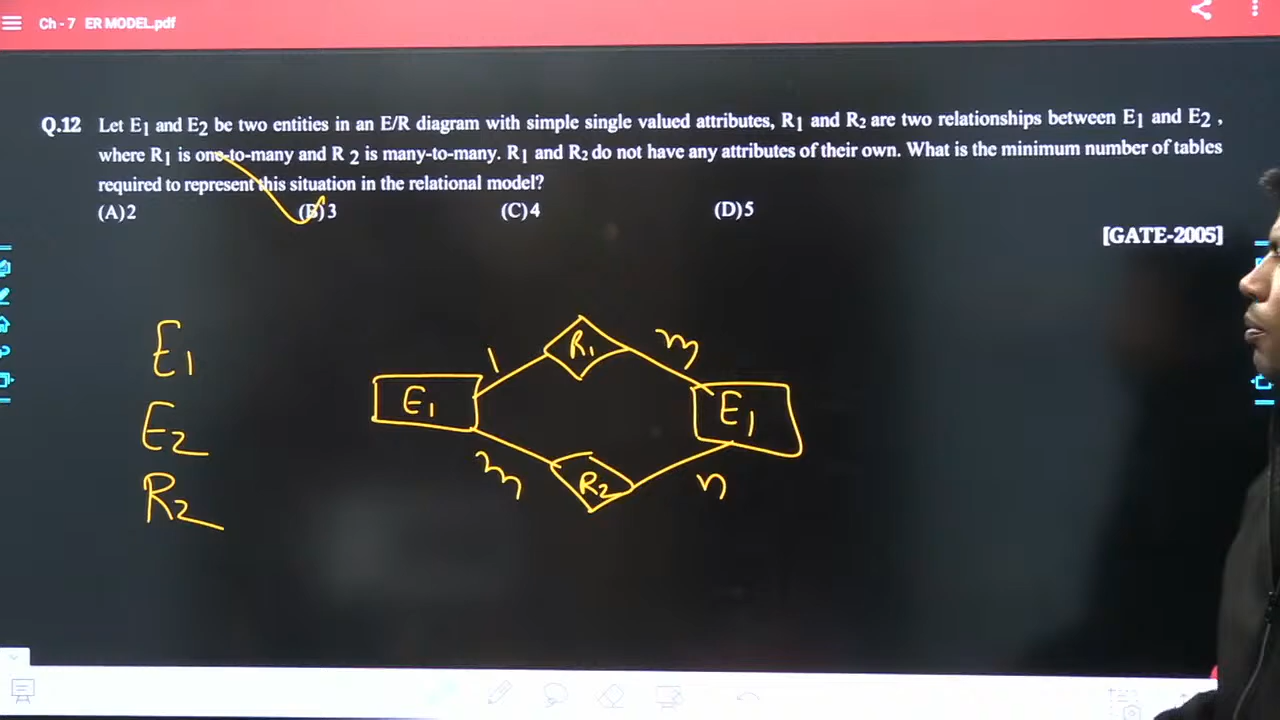 Ch - 7 ER MODEL.pdf
Q.12 Let E1 and E2 be two entities in an E/R diagram with simple single valued attributes, R1 and R2 are two relationships between E1 and E2 ,
where R1 is one-to-many and R 2 is many-to-many. R1 and R2 do not have any attributes of their own. What is the minimum number of tables
required to represent this situation in the relational model?
(A) 2 (B) 3 (C) 4 (D) 5
[GATE-2005]
E1
E2
R2
R1
1 m
E1 E1
m n
R2